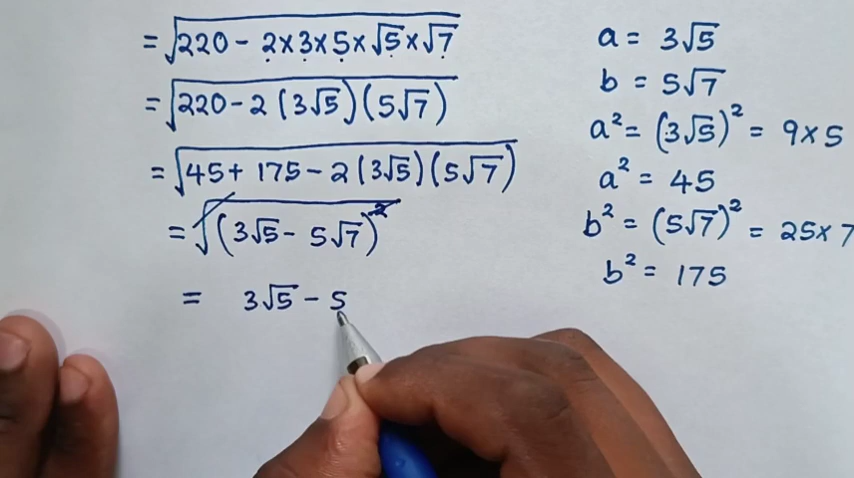 = √220 - 2×3×5×√5×√7
= √220 - 2 (3√5)(5√7)
= √45 + 175 - 2 (3√5)(5√7)
= √(3√5 - 5√7)²
= 3√5 - 5
a = 3√5
b = 5√7
a² = (3√5)² = 9×5
a² = 45
b² = (5√7)² = 25×7
b² = 175